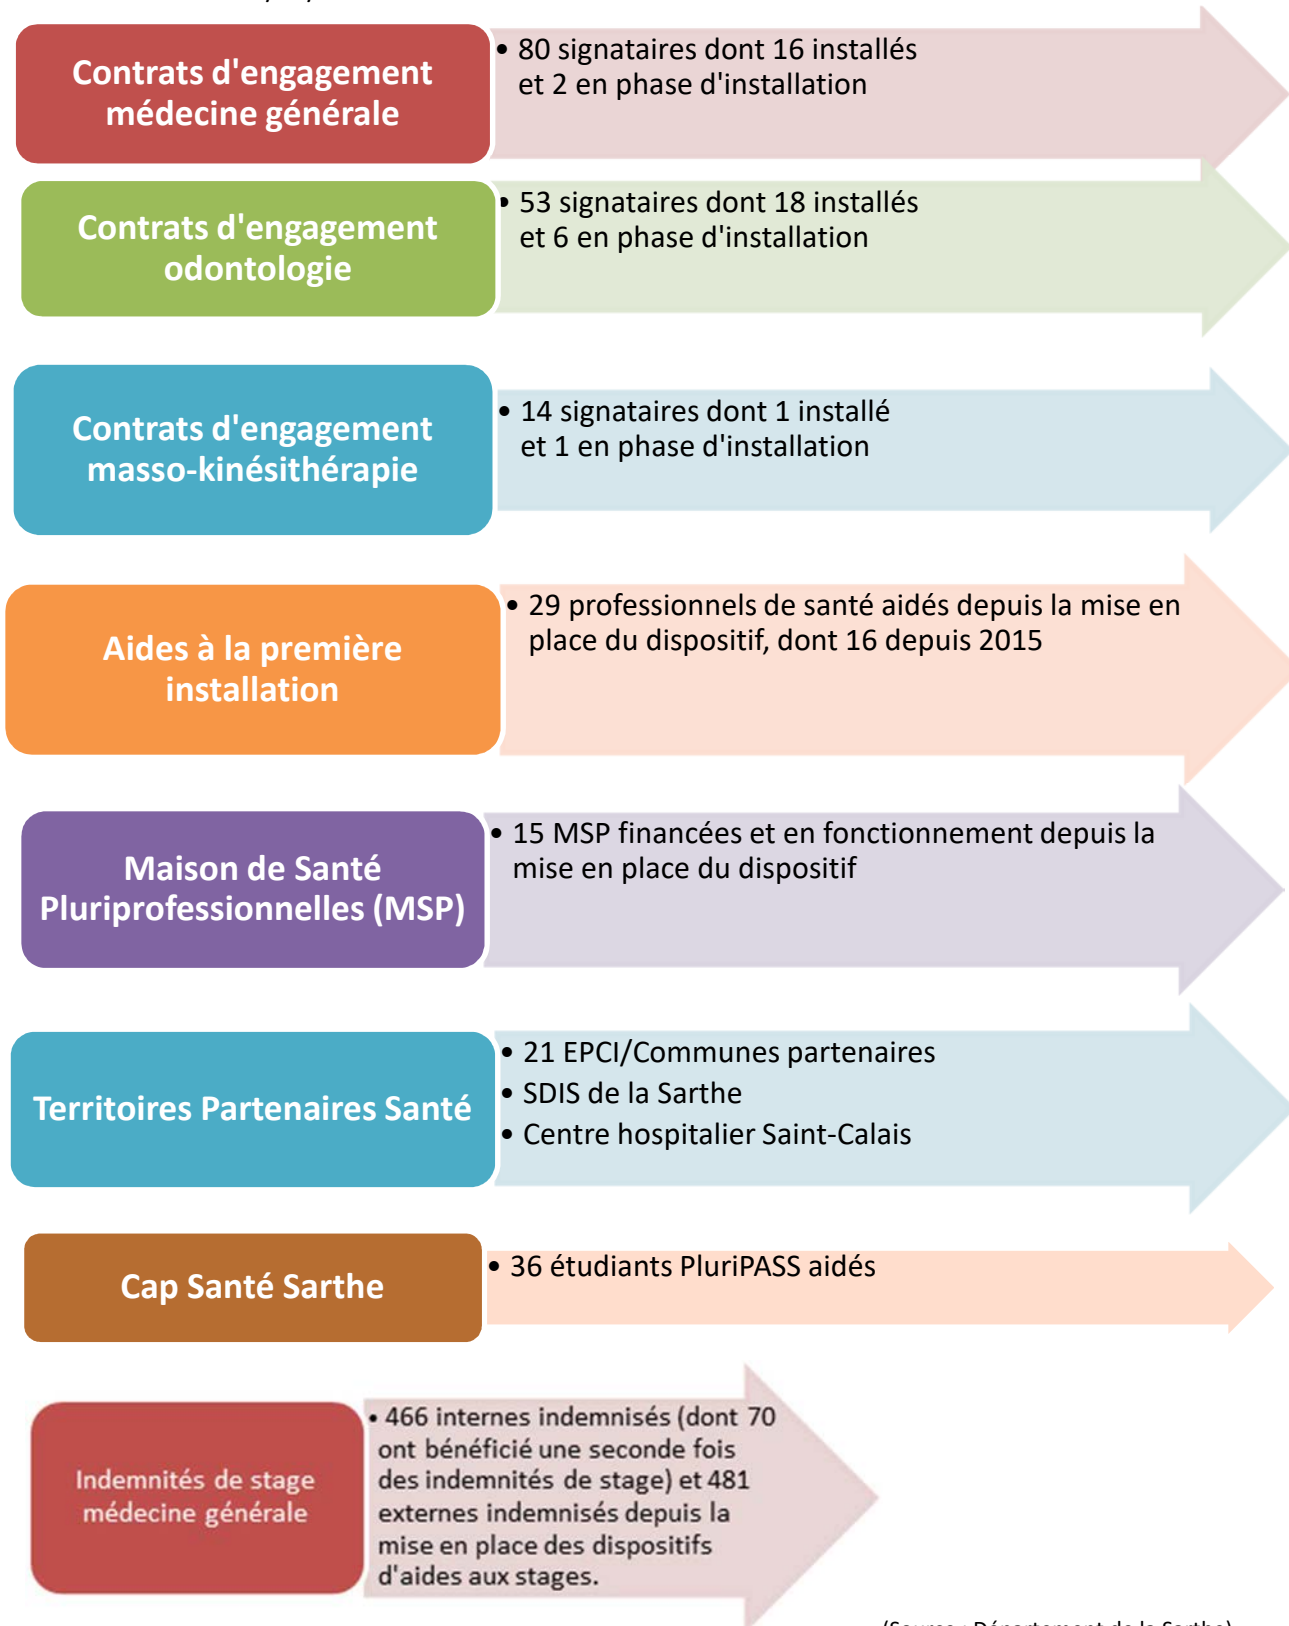 Contrats d'engagement
médecine générale
• 80 signataires dont 16 installés
et 2 en phase d'installation
Contrats d'engagement
odontologie
• 53 signataires dont 18 installés
et 6 en phase d'installation
Contrats d'engagement
masso-kinésithérapie
• 14 signataires dont 1 installé
et 1 en phase d'installation
Aides à la première
installation
• 29 professionnels de santé aidés depuis la mise en
place du dispositif, dont 16 depuis 2015
Maison de Santé
Pluriprofessionnelles (MSP)
• 15 MSP financées et en fonctionnement depuis la
mise en place du dispositif
Territoires Partenaires Santé
• 21 EPCI/Communes partenaires
• SDIS de la Sarthe
• Centre hospitalier Saint-Calais
Cap Santé Sarthe
• 36 étudiants PluriPASS aidés
Indemnités de stage
médecine générale
• 466 internes indemnisés (dont 70
ont bénéficié une seconde fois
des indemnités de stage) et 481
externes indemnisés depuis la
mise en place des dispositifs
d'aides aux stages.
(Source : Département de la Sarthe)